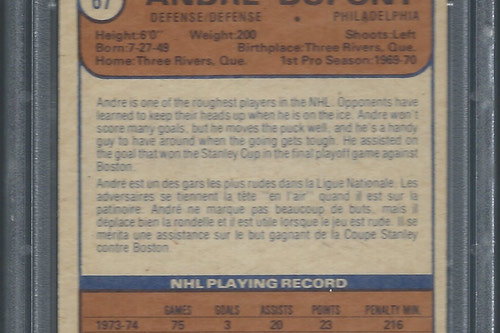 67 ANDRE DUPONT
DEFENSE/DEFENSE • PHILADELPHIA
Height:6'0" Weight:200 Shoots:Left
Born:7-27-49 Birthplace:Three Rivers, Que.
Home:Three Rivers, Que. 1st Pro Season:1969-70
Andre is one of the roughest players in the NHL. Opponents have
learned to keep their heads up when he is on the ice. Andre won't
score many goals, but he moves the puck well, and he's a handy
guy to have around when the going gets tough. He assisted on
the goal that won the Stanley Cup in the final playoff game against
Boston.
André est un des gars les plus rudes dans la Ligue Nationale. Les
adversaires se tiennent la tête "en l'air" quand il est sur la
patinoire. André ne marque pas beaucoup de buts, mais il
déplace bien la rondelle et il est utile lorsque le jeu est rude. Il se
mérita une assistance sur le but gagnant de la Coupe Stanley
contre Boston.
NHL PLAYING RECORD
GAMES GOALS ASSISTS POINTS PENALTY MIN.
1973-74 75 3 20 23 216